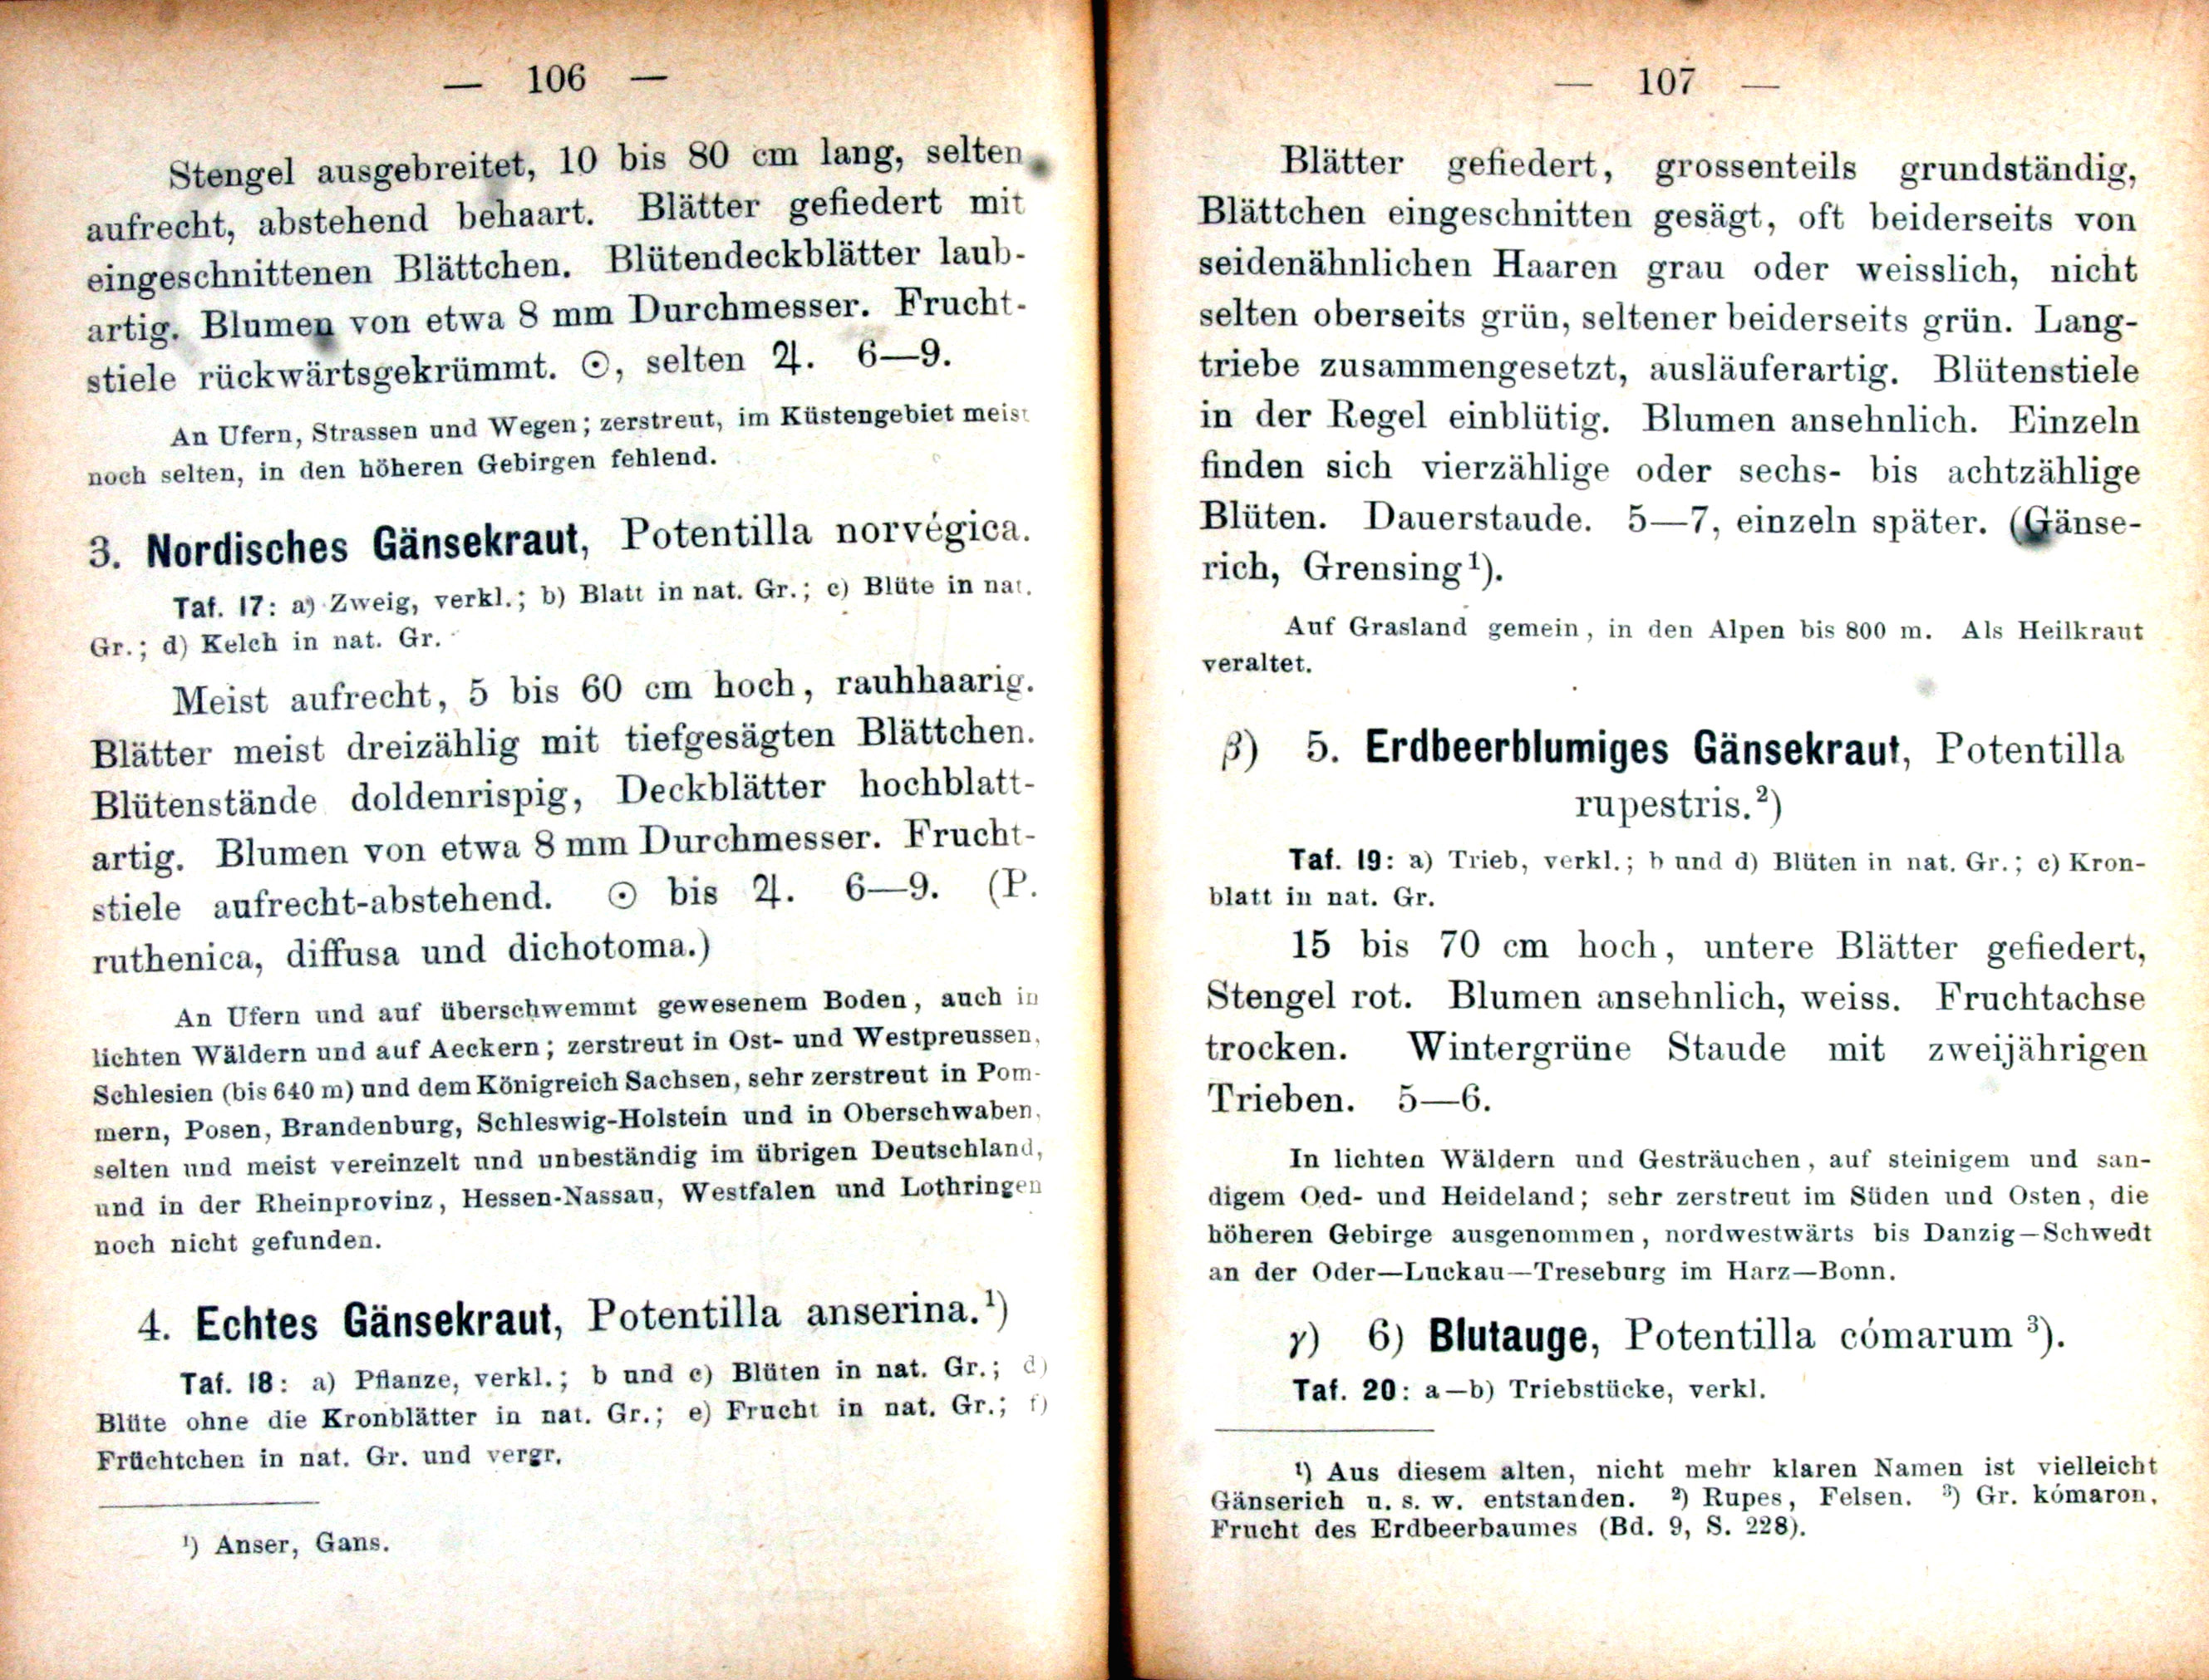 — 106 —
Stengel ausgebreitet, 10 bis 80 cm lang, selten
aufrecht, abstehend behaart. Blätter gefiedert mit
eingeschnittenen Blättchen. Blütendeckblätter laub-
artig. Blumen von etwa 8 mm Durchmesser. Frucht-
stiele rückwärtsgekrümmt. ⊙, selten ♃. 6—9.
An Ufern, Strassen und Wegen; zerstreut, im Küstengebiet meist
noch selten, in den höheren Gebirgen fehlend.
3. Nordisches Gänsekraut, Potentilla norvégica.
Taf. 17: a) Zweig, verkl.; b) Blatt in nat. Gr.; c) Blüte in nat.
Gr.; d) Kelch in nat. Gr.
Meist aufrecht, 5 bis 60 cm hoch, rauhhaarig.
Blätter meist dreizählig mit tiefgesägten Blättchen.
Blütenstände doldenrispig, Deckblätter hochblatt-
artig. Blumen von etwa 8 mm Durchmesser. Frucht-
stiele aufrecht-abstehend. ⊙ bis ♃. 6—9. (P.
ruthenica, diffusa und dichotoma.)
An Ufern und auf überschwemmt gewesenem Boden, auch in
lichten Wäldern und auf Aeckern; zerstreut in Ost- und Westpreussen,
Schlesien (bis 640 m) und dem Königreich Sachsen, sehr zerstreut in Pom-
mern, Posen, Brandenburg, Schleswig-Holstein und in Oberschwaben,
selten und meist vereinzelt und unbeständig im übrigen Deutschland,
und in der Rheinprovinz, Hessen-Nassau, Westfalen und Lothringen
noch nicht gefunden.
4. Echtes Gänsekraut, Potentilla anserina.¹)
Taf. 18: a) Pflanze, verkl.; b und c) Blüten in nat. Gr.; d)
Blüte ohne die Kronblätter in nat. Gr.; e) Frucht in nat. Gr.; f)
Früchtchen in nat. Gr. und vergr.
¹) Anser, Gans.
— 107 —
Blätter gefiedert, grossenteils grundständig,
Blättchen eingeschnitten gesägt, oft beiderseits von
seidenähnlichen Haaren grau oder weisslich, nicht
selten oberseits grün, seltener beiderseits grün. Lang-
triebe zusammengesetzt, ausläuferartig. Blütenstiele
in der Regel einblütig. Blumen ansehnlich. Einzeln
finden sich vierzählige oder sechs- bis achtzählige
Blüten. Dauerstaude. 5—7, einzeln später. (Gänse-
rich, Grensing¹).
Auf Grasland gemein, in den Alpen bis 800 m. Als Heilkraut
veraltet.
β) 5. Erdbeerblumiges Gänsekraut, Potentilla
rupestris.²)
Taf. 19: a) Trieb, verkl.; b und d) Blüten in nat. Gr.; c) Kron-
blatt in nat. Gr.
15 bis 70 cm hoch, untere Blätter gefiedert,
Stengel rot. Blumen ansehnlich, weiss. Fruchtachse
trocken. Wintergrüne Staude mit zweijährigen
Trieben. 5—6.
In lichten Wäldern und Gesträuchen, auf steinigem und san-
digem Oed- und Heideland; sehr zerstreut im Süden und Osten, die
höheren Gebirge ausgenommen, nordwestwärts bis Danzig—Schwedt
an der Oder—Luckau—Treseburg im Harz—Bonn.
γ) 6) Blutauge, Potentilla cómarum ³).
Taf. 20: a—b) Triebstücke, verkl.
¹) Aus diesem alten, nicht mehr klaren Namen ist vielleicht
Gänserich u. s. w. entstanden. ²) Rupes, Felsen. ³) Gr. kómaron,
Frucht des Erdbeerbaumes (Bd. 9, S. 228).